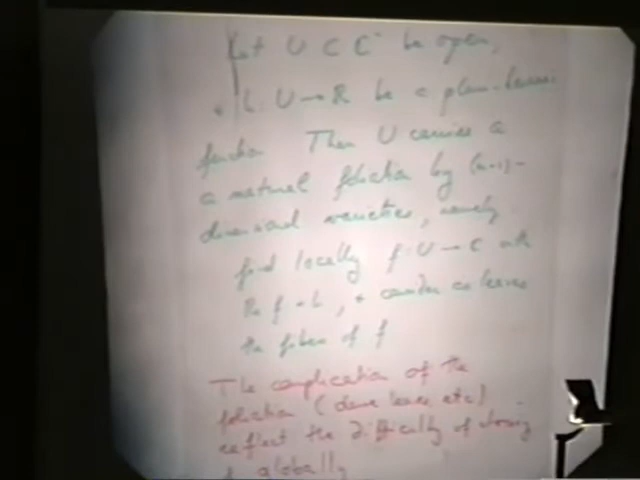 Let U ⊂ Cⁿ be open,
+ L: U → R be a pluri-harm.
function. Then U carries a
a natural foliation by (n-1)-
dimensional varieties, namely
find locally f: U → C with
Re f = L, + consider as leaves
the fibers of f
The complication of the
foliation (dense leaves etc)
reflect the difficulty of
f globally